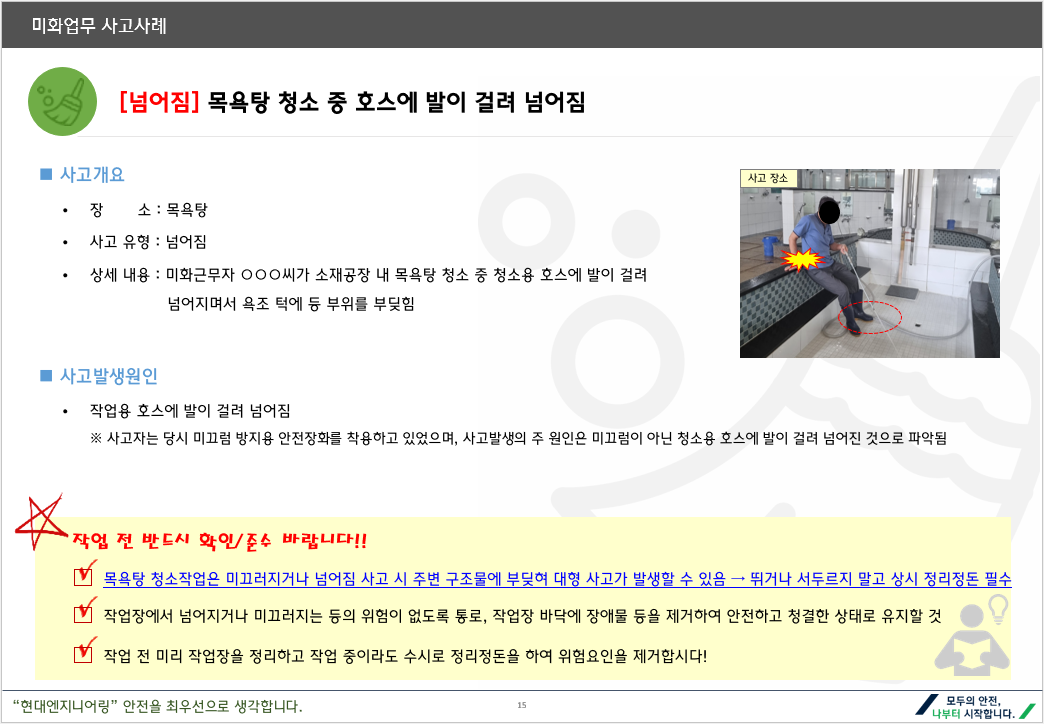 미화업무 사고사례
[넘어짐] 목욕탕 청소 중 호스에 발이 걸려 넘어짐
■ 사고개요
• 장 소 : 목욕탕
• 사고 유형 : 넘어짐
• 상세 내용 : 미화근무자 ○○○씨가 소재공장 내 목욕탕 청소 중 청소용 호스에 발이 걸려
넘어지며서 욕조 턱에 등 부위를 부딪힘
사고 장소
■ 사고발생원인
• 작업용 호스에 발이 걸려 넘어짐
※ 사고자는 당시 미끄럼 방지용 안전장화를 착용하고 있었으며, 사고발생의 주 원인은 미끄럼이 아닌 청소용 호스에 발이 걸려 넘어진 것으로 파악됨
작업 전 반드시 확인/준수 바랍니다!!
목욕탕 청소작업은 미끄러지거나 넘어짐 사고 시 주변 구조물에 부딪혀 대형 사고가 발생할 수 있음 → 뛰거나 서두르지 말고 상시 정리정돈 필수
작업장에서 넘어지거나 미끄러지는 등의 위험이 없도록 통로, 작업장 바닥에 장애물 등을 제거하여 안전하고 청결한 상태로 유지할 것
작업 전 미리 작업장을 정리하고 작업 중이라도 수시로 정리정돈을 하여 위험요인을 제거합시다!
“현대엔지니어링” 안전을 최우선으로 생각합니다.
15
모두의 안전,
나부터 시작합니다.